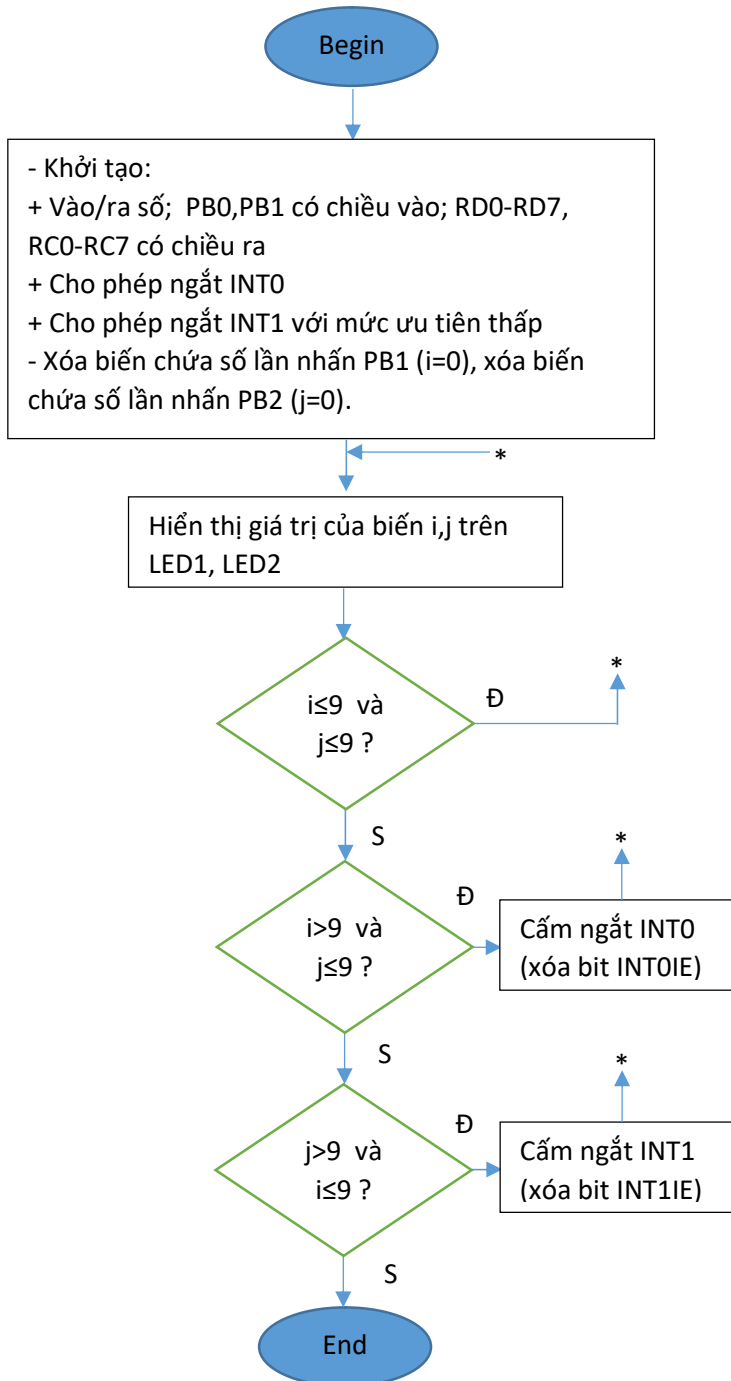 Begin
- Khởi tạo:
+ Vào/ra số;  PB0,PB1 có chiều vào; RD0-RD7,
RC0-RC7 có chiều ra
+ Cho phép ngắt INT0
+ Cho phép ngắt INT1 với mức ưu tiên thấp
- Xóa biến chứa số lần nhấn PB1 (i=0), xóa biến
chứa số lần nhấn PB2 (j=0).
*
Hiển thị giá trị của biến i,j trên
LED1, LED2
*
i≤9  và
j≤9 ?
Đ
S
*
i>9  và
j≤9 ?
Đ
Cấm ngắt INT0
(xóa bit INT0IE)
S
*
j>9  và
i≤9 ?
Đ
Cấm ngắt INT1
(xóa bit INT1IE)
S
End